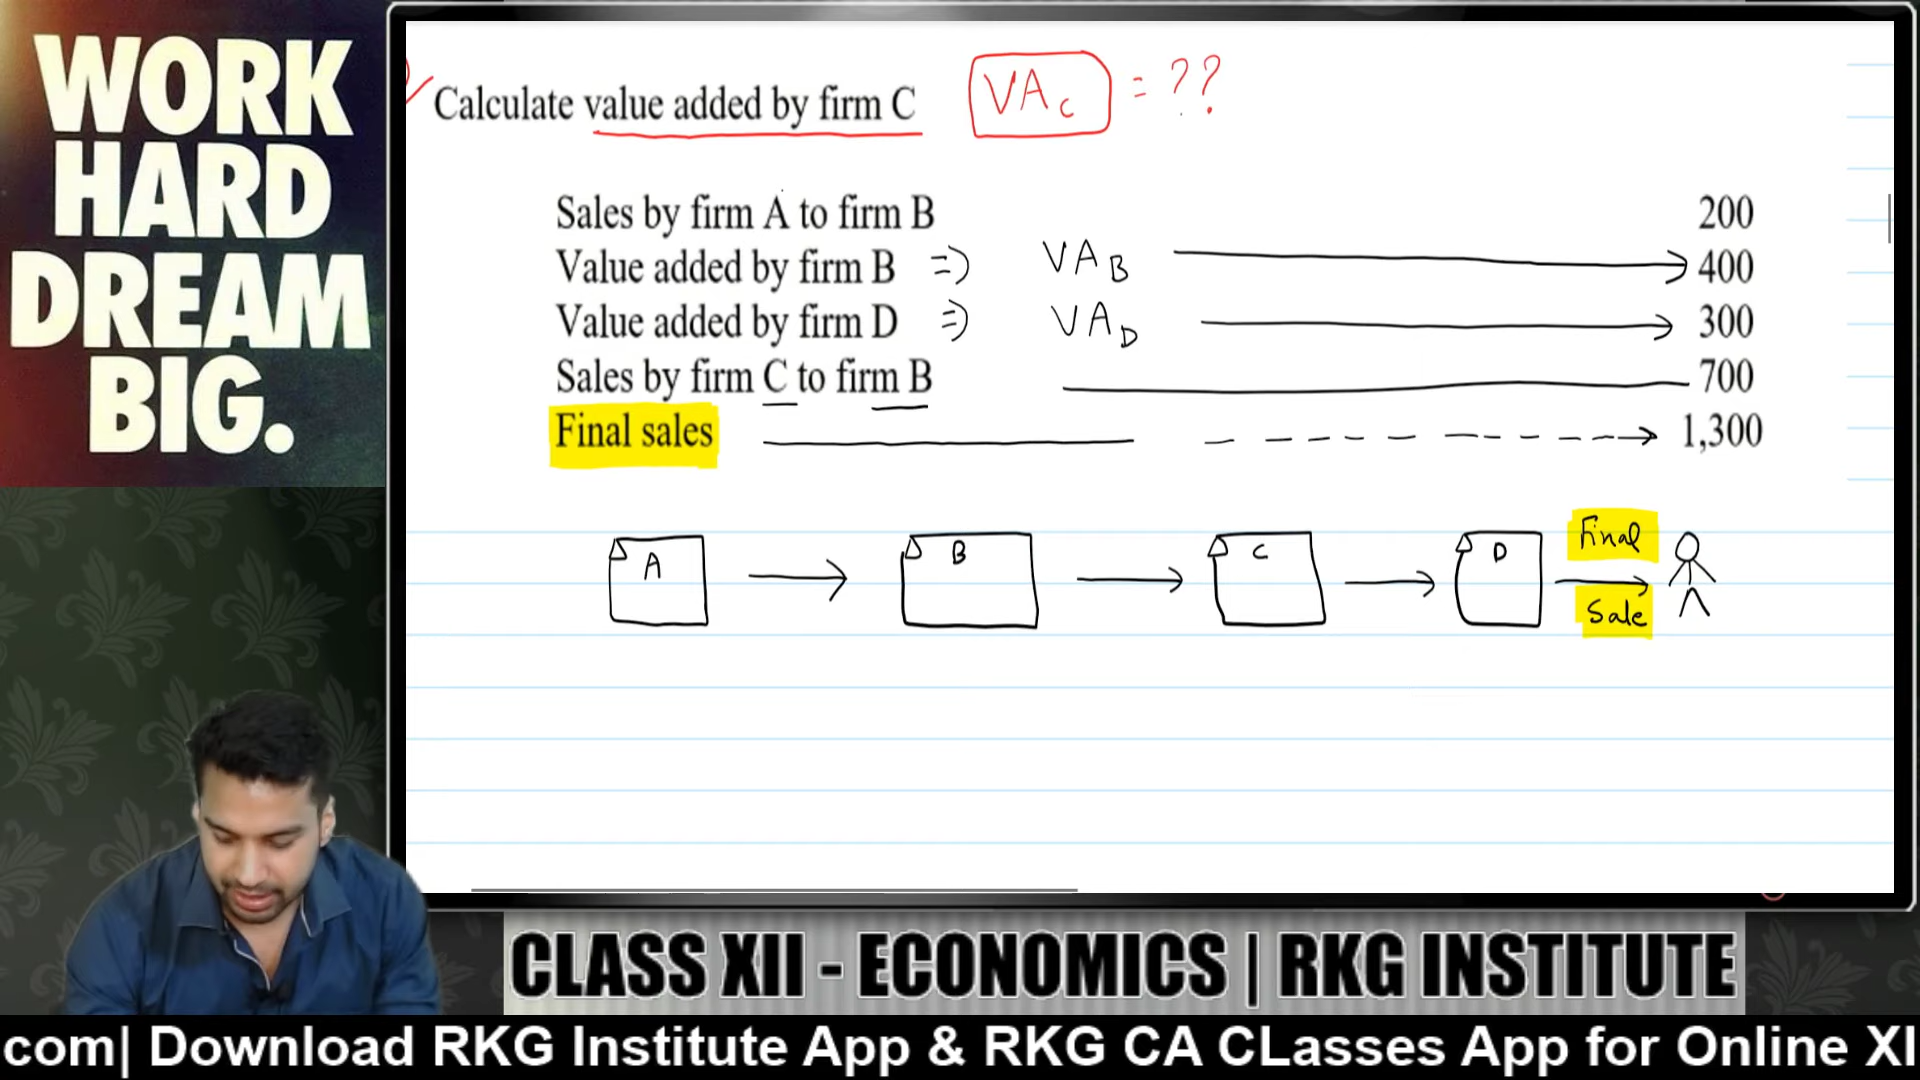 WORK
HARD
DREAM
BIG.
Calculate value added by firm C VAc = ??
Sales by firm A to firm B 200
Value added by firm B => VAB 400
Value added by firm D => VAD 300
Sales by firm C to firm B 700
Final sales 1,300
A B C D Final
Sale
CLASS XII - ECONOMICS | RKG INSTITUTE
com| Download RKG Institute App & RKG CA CLasses App for Online XI